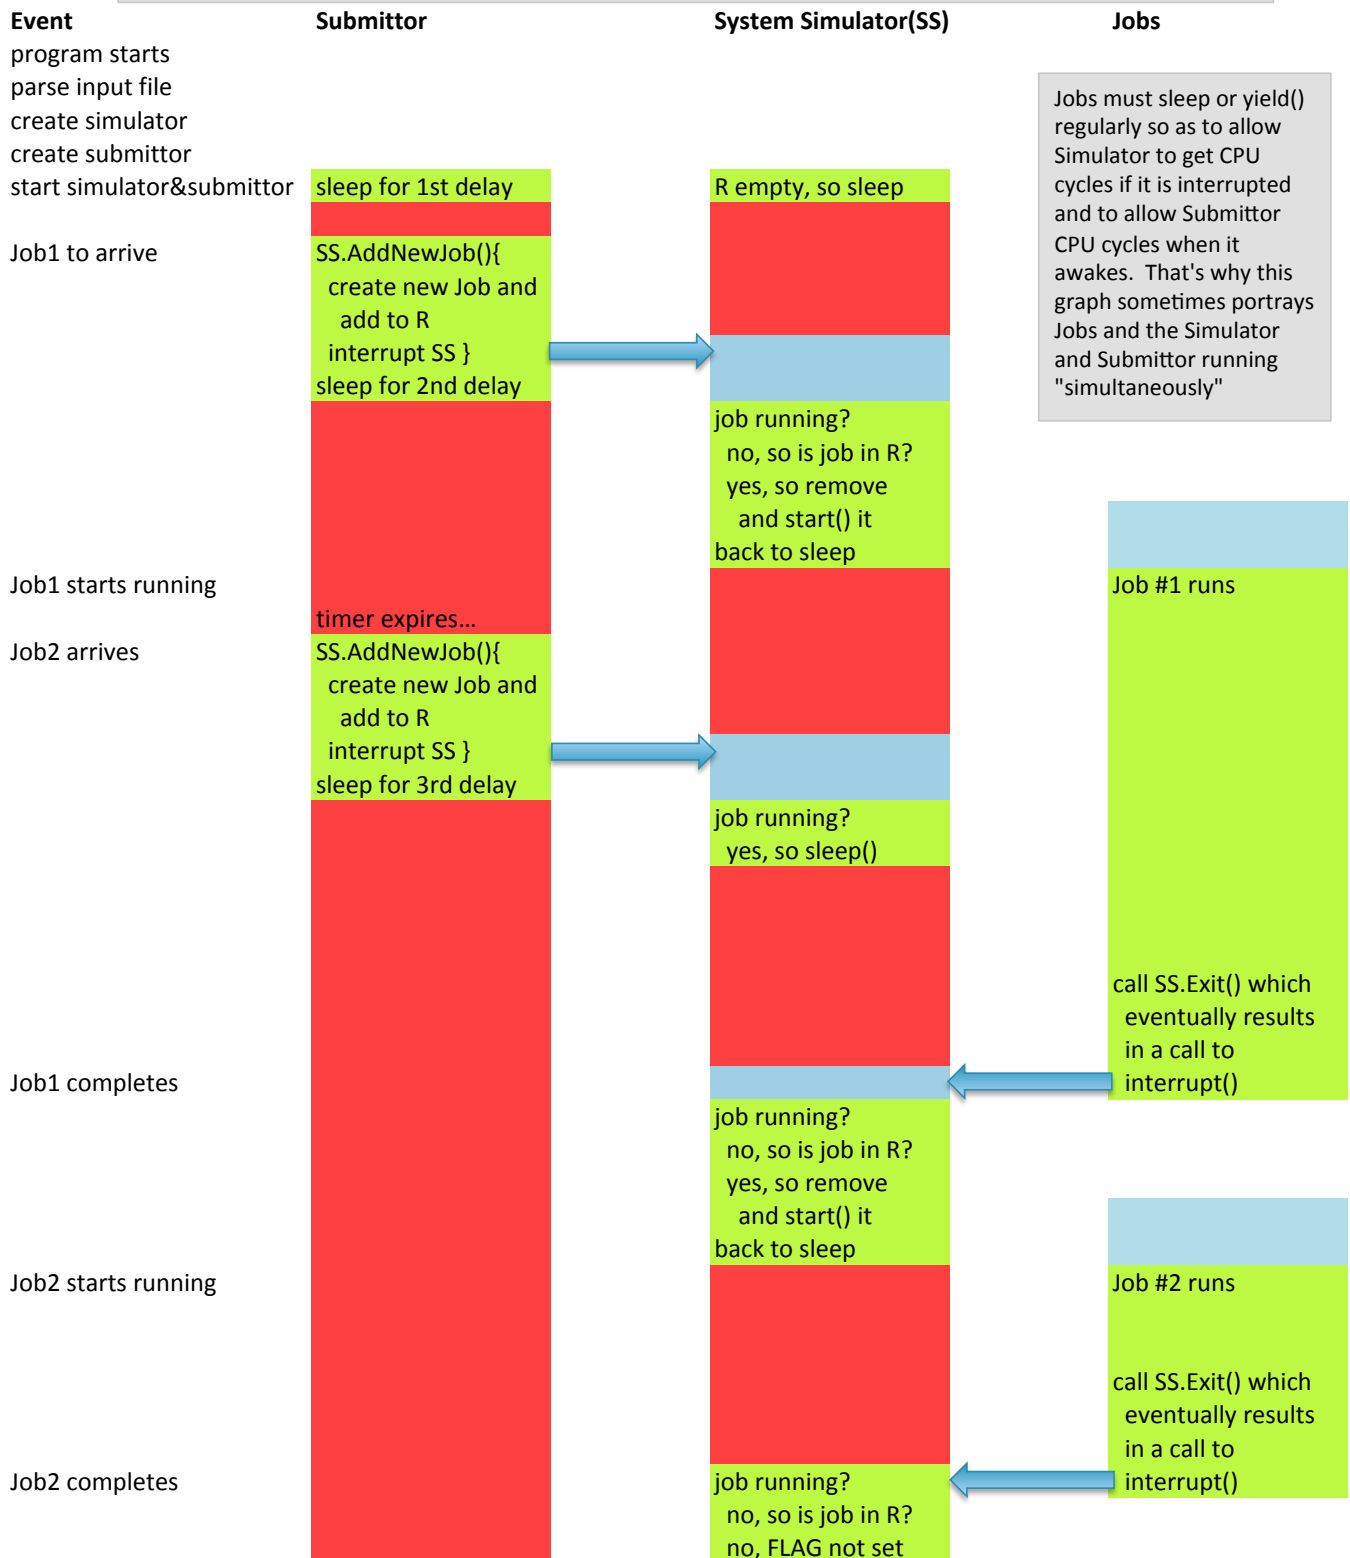 Event Submittor System Simulator(SS) Jobs
program starts
parse input file
create simulator
create submittor
start simulator&submittor sleep for 1st delay R empty, so sleep
Jobs must sleep or yield()
regularly so as to allow
Simulator to get CPU
cycles if it is interrupted
and to allow Submittor
CPU cycles when it
awakes. That's why this
graph sometimes portrays
Jobs and the Simulator
and Submittor running
"simultaneously"
Job1 to arrive SS.AddNewJob(){
create new Job and
add to R
interrupt SS }
sleep for 2nd delay
job running?
no, so is job in R?
yes, so remove
and start() it
back to sleep
Job1 starts running Job #1 runs
timer expires...
Job2 arrives SS.AddNewJob(){
create new Job and
add to R
interrupt SS }
sleep for 3rd delay
job running?
yes, so sleep()
call SS.Exit() which
eventually results
in a call to
Job1 completes interrupt()
job running?
no, so is job in R?
yes, so remove
and start() it
back to sleep
Job2 starts running Job #2 runs
call SS.Exit() which
eventually results
in a call to
Job2 completes job running? interrupt()
no, so is job in R?
no, FLAG not set